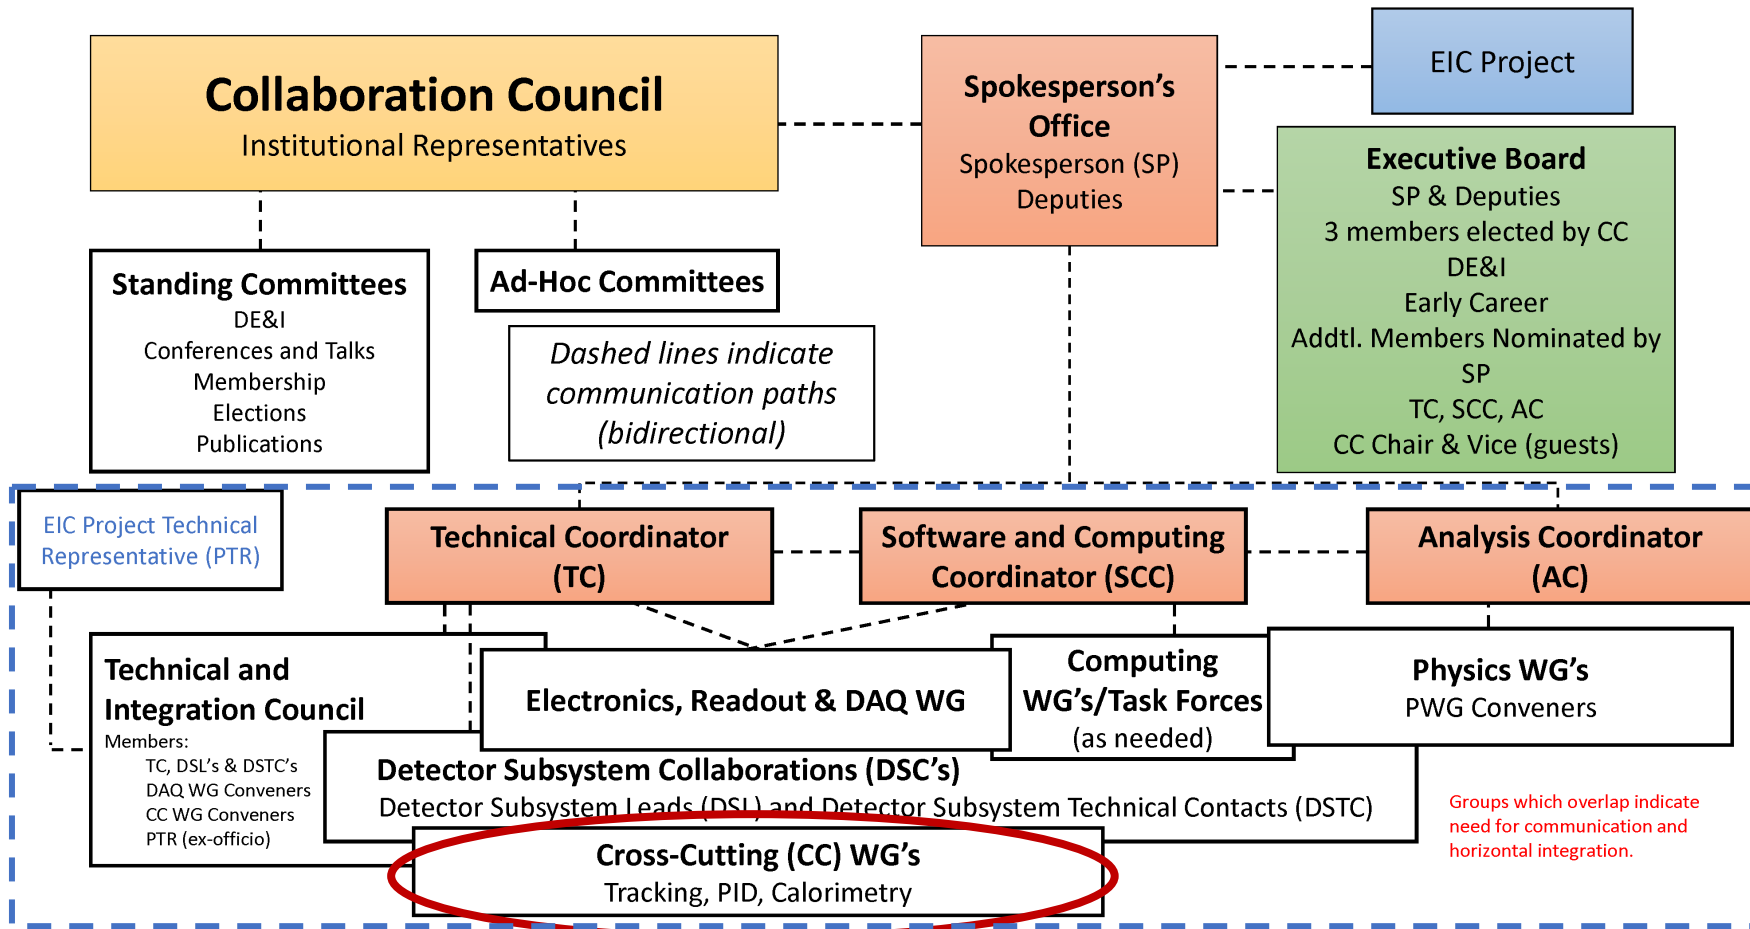 Collaboration Council
Institutional Representatives
Spokesperson's
Office
Spokesperson (SP)
Deputies
EIC Project
Executive Board
SP & Deputies
3 members elected by CC
DE&I
Early Career
Addtl. Members Nominated by
SP
TC, SCC, AC
CC Chair & Vice (guests)
Standing Committees
DE&I
Conferences and Talks
Membership
Elections
Publications
Ad-Hoc Committees
Dashed lines indicate
communication paths
(bidirectional)
EIC Project Technical
Representative (PTR)
Technical Coordinator
(TC)
Software and Computing
Coordinator (SCC)
Analysis Coordinator
(AC)
Technical and
Integration Council
Members:
TC, DSL's & DSTC's
DAQ WG Conveners
CC WG Conveners
PTR (ex-officio)
Electronics, Readout & DAQ WG
Computing
WG's/Task Forces
(as needed)
Physics WG's
PWG Conveners
Detector Subsystem Collaborations (DSC's)
Detector Subsystem Leads (DSL) and Detector Subsystem Technical Contacts (DSTC)
Cross-Cutting (CC) WG's
Tracking, PID, Calorimetry
Groups which overlap indicate
need for communication and
horizontal integration.